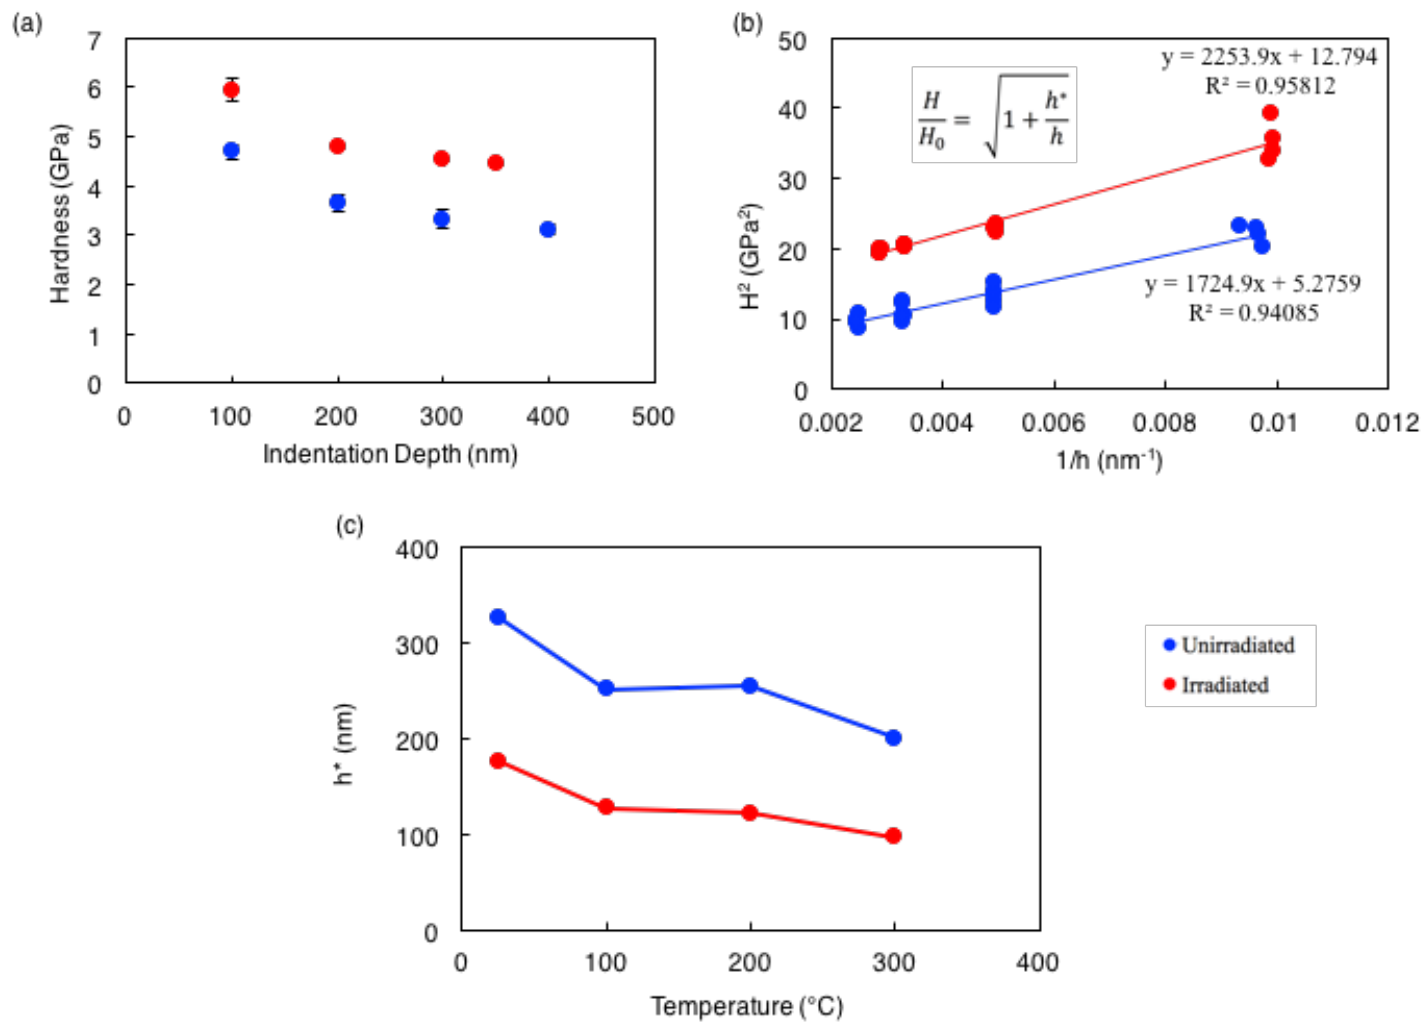 (a)
7
6
5
4
3
2
1
0
Hardness (GPa)
0 100 200 300 400 500
Indentation Depth (nm)
(b)
50
40
30
20
10
0
H² (GPa²)
y = 2253.9x + 12.794
R² = 0.95812
H/H₀ = √(1 + h*/h)
y = 1724.9x + 5.2759
R² = 0.94085
0.002 0.004 0.006 0.008 0.01 0.012
1/h (nm⁻¹)
(c)
400
300
200
100
0
h* (nm)
0 100 200 300 400
Temperature (°C)
Unirradiated
Irradiated